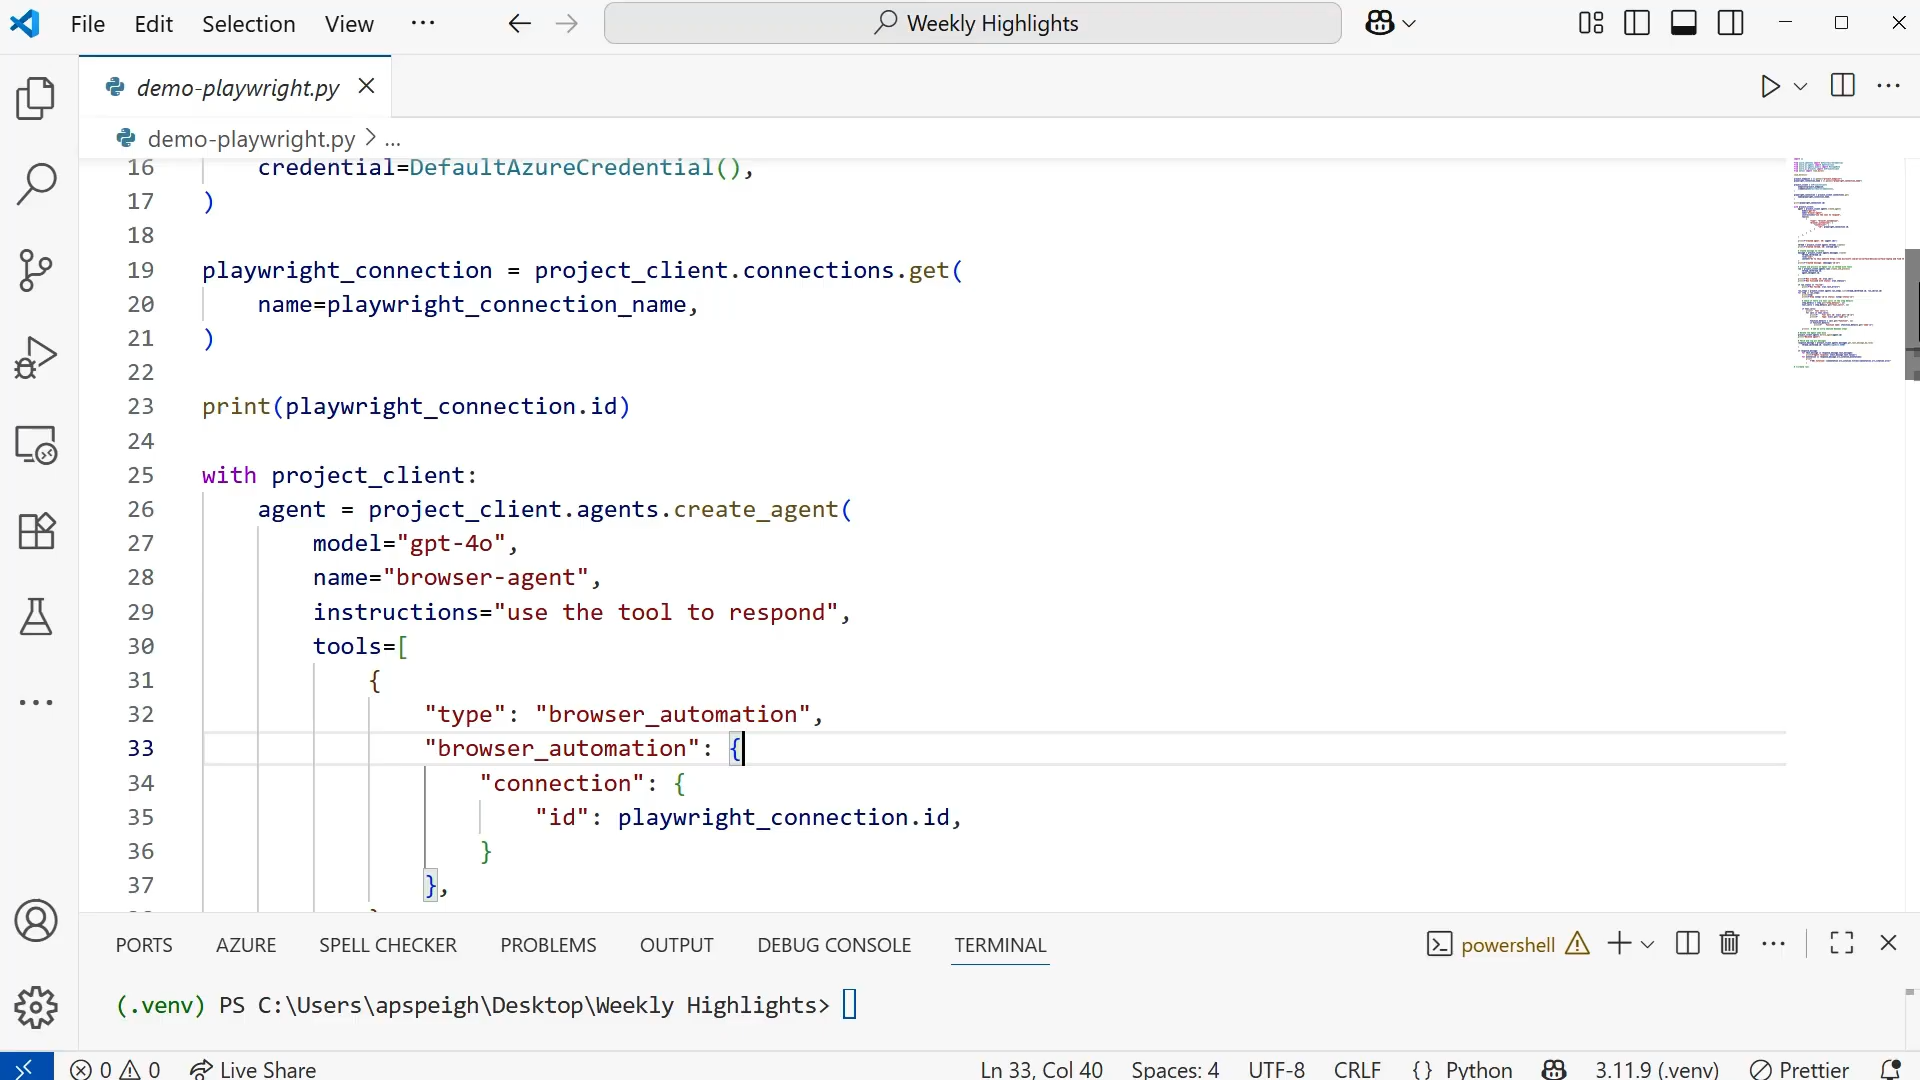 File Edit Selection View ··· Weekly Highlights
demo-playwright.py
demo-playwright.py > ...
16 credential=DefaultAzureCredential(),
17 )
18
19 playwright_connection = project_client.connections.get(
20 name=playwright_connection_name,
21 )
22
23 print(playwright_connection.id)
24
25 with project_client:
26 agent = project_client.agents.create_agent(
27 model="gpt-4o",
28 name="browser-agent",
29 instructions="use the tool to respond",
30 tools=[
31 {
32 "type": "browser_automation",
33 "browser_automation": {
34 "connection": {
35 "id": playwright_connection.id,
36 }
37 },
PORTS AZURE SPELL CHECKER PROBLEMS OUTPUT DEBUG CONSOLE TERMINAL powershell
(.venv) PS C:\Users\apspeigh\Desktop\Weekly Highlights>
0 0 Live Share Ln 33, Col 40 Spaces: 4 UTF-8 CRLF {} Python 3.11.9 (.venv) Prettier